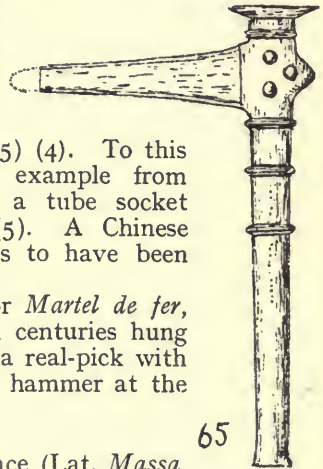 5) (4). To this
example from
a tube socket
5). A Chinese
s to have been
r Martel de fer,
centuries hung
a real-pick with
hammer at the
65
ace (Lat. Massa